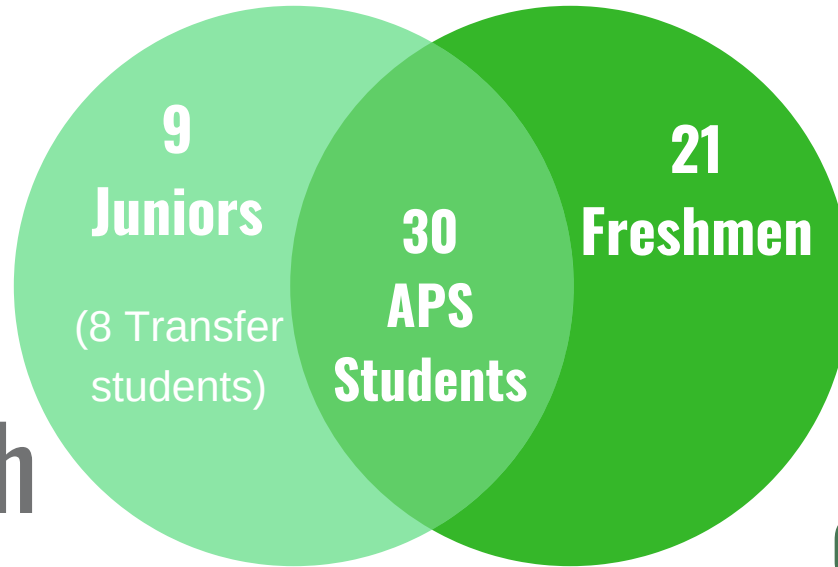 9
Juniors
(8 Transfer
students)
30
APS
Students
21
Freshmen
h